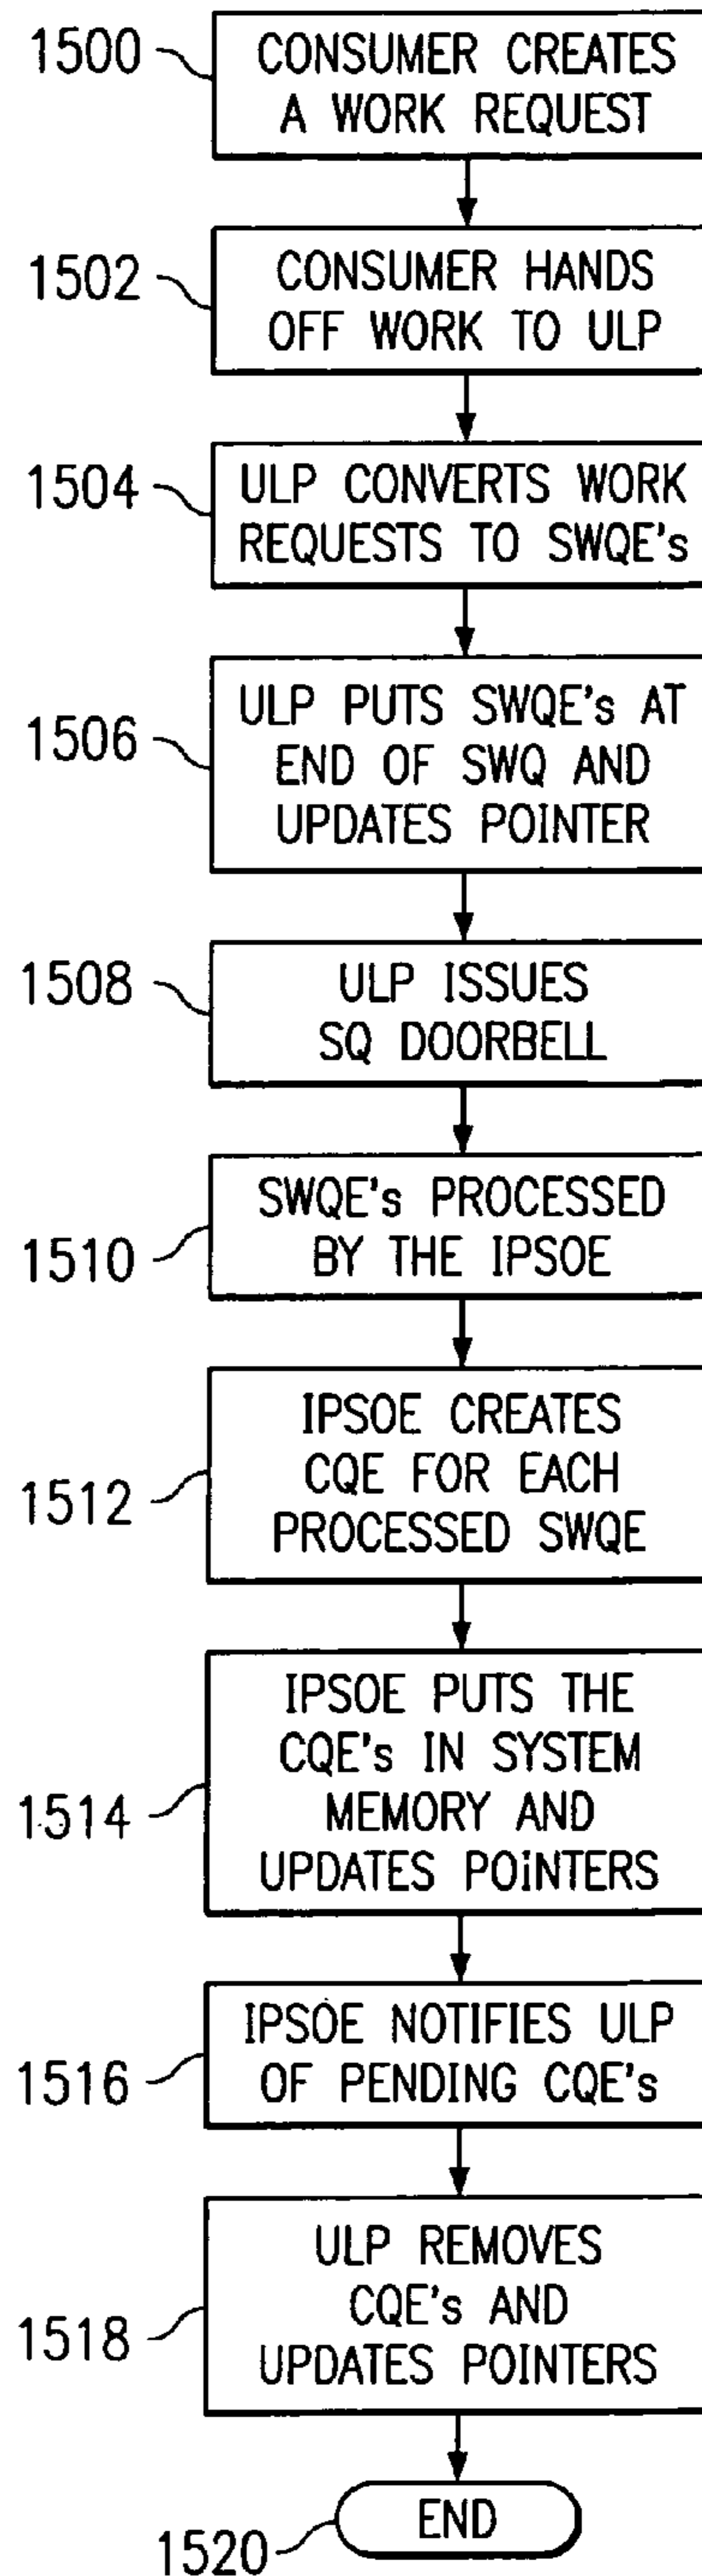 1500
CONSUMER CREATES
A WORK REQUEST
1502
CONSUMER HANDS
OFF WORK TO ULP
1504
ULP CONVERTS WORK
REQUESTS TO SWQE's
1506
ULP PUTS SWQE's AT
END OF SWQ AND
UPDATES POINTER
1508
ULP ISSUES
SQ DOORBELL
1510
SWQE's PROCESSED
BY THE IPSOE
1512
IPSOE CREATES
CQE FOR EACH
PROCESSED SWQE
1514
IPSOE PUTS THE
CQE's IN SYSTEM
MEMORY AND
UPDATES POiNTERS
1516
IPSOE NOTIFIES ULP
OF PENDING CQE's
1518
ULP REMOVES
CQE's AND
UPDATES POINTERS
END
1520